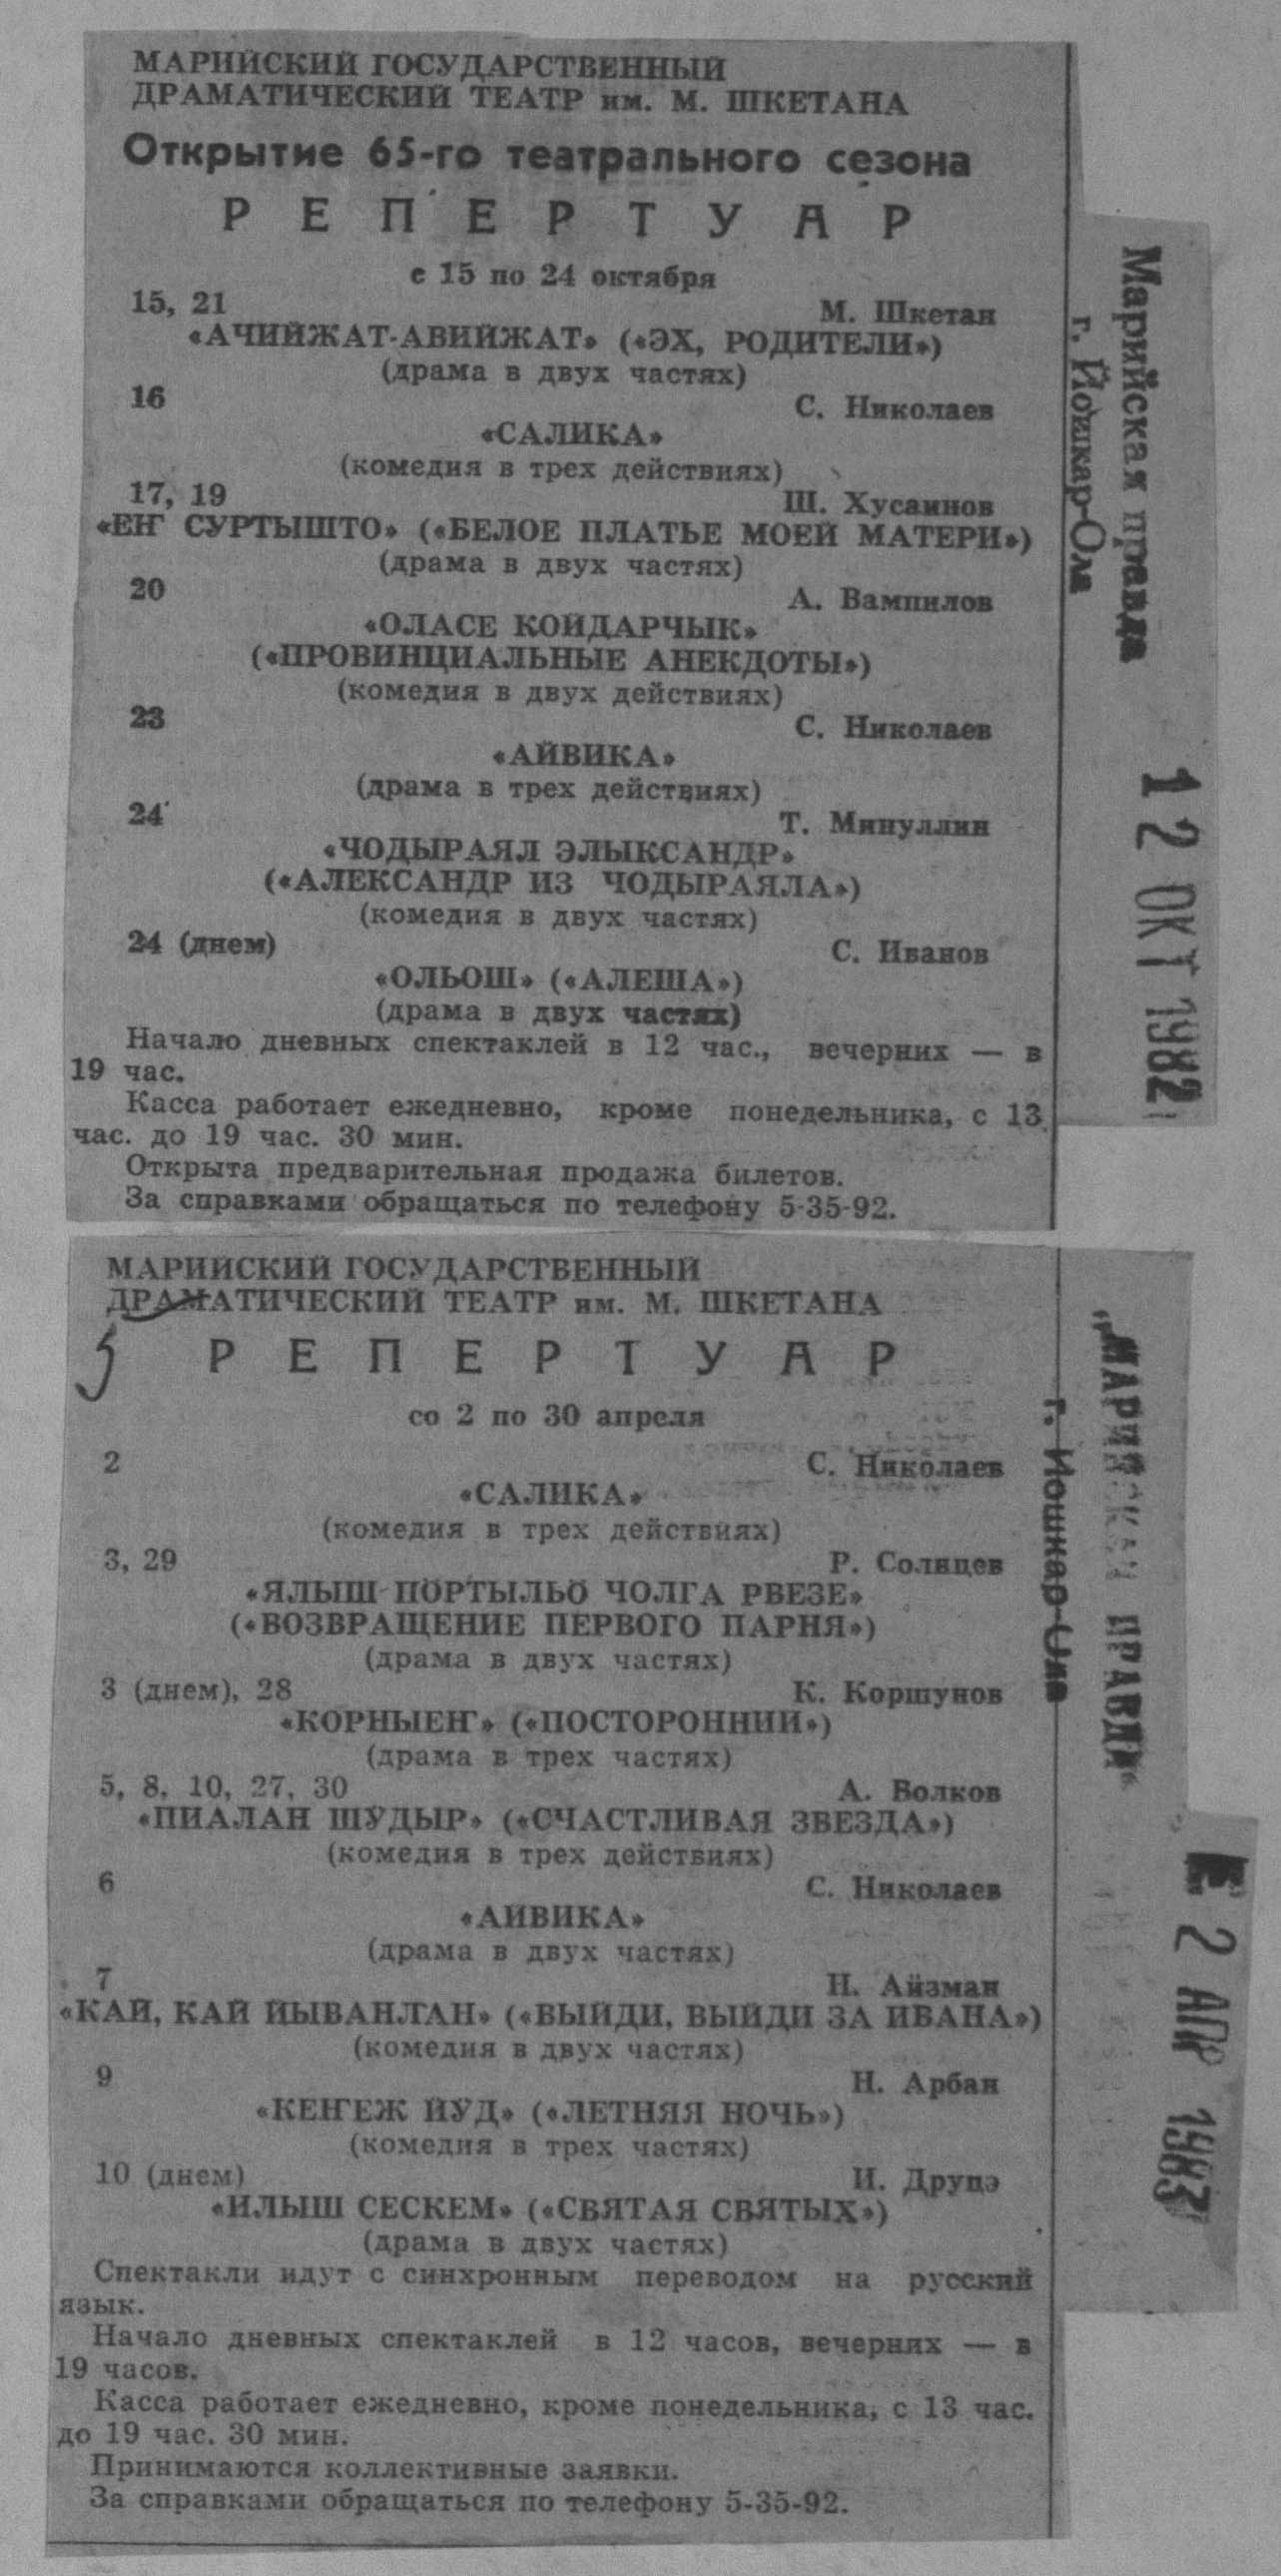 МАРИЙСКИЙ ГОСУДАРСТВЕННЫЙ
ДРАМАТИЧЕСКИЙ ТЕАТР им. М. ШКЕТАНА
Открытие 65-го театрального сезона
РЕПЕРТУАР
с 15 по 24 октября
15, 21 М. Шкетан
«АЧИЙЖАТ-АВИЙЖАТ» («ЭХ, РОДИТЕЛИ»)
(драма в двух частях)
16 С. Николаев
«САЛИКА»
(комедия в трех действиях)
17, 19 Ш. Хусаинов
«ЕҤ СУРТЫШТО» («БЕЛОЕ ПЛАТЬЕ МОЕЙ МАТЕРИ»)
(драма в двух частях)
20 А. Вампилов
«ОЛАСЕ КОЙДАРЧЫК»
(«ПРОВИНЦИАЛЬНЫЕ АНЕКДОТЫ»)
(комедия в двух действиях)
23 С. Николаев
«АЙВИКА»
(драма в трех действиях)
24 Т. Минуллин
«ЧОДЫРАЯЛ ЭЛЫКСАНДР»
(«АЛЕКСАНДР ИЗ ЧОДЫРАЯЛА»)
(комедия в двух частях)
24 (днем) С. Иванов
«ОЛЬОШ» («АЛЕША»)
(драма в двух частях)
Начало дневных спектаклей в 12 час., вечерних — в
19 час.
Касса работает ежедневно, кроме понедельника, с 13
час. до 19 час. 30 мин.
Открыта предварительная продажа билетов.
За справками обращаться по телефону 5-35-92.
Марийская правда
г. Йошкар-Ола
12 ОКТ 1982
МАРИЙСКИЙ ГОСУДАРСТВЕННЫЙ
ДРАМАТИЧЕСКИЙ ТЕАТР им. М. ШКЕТАНА
5
РЕПЕРТУАР
со 2 по 30 апреля
2 С. Николаев
«САЛИКА»
(комедия в трех действиях)
3, 29 Р. Солнцев
«ЯЛЫШ ПӦРТЫЛЬӦ ЧОЛГА РВЕЗЕ»
(«ВОЗВРАЩЕНИЕ ПЕРВОГО ПАРНЯ»)
(драма в двух частях)
3 (днем), 28 К. Коршунов
«КОРНЫЕҤ» («ПОСТОРОННИЙ»)
(драма в трех частях)
5, 8, 10, 27, 30 А. Волков
«ПИАЛАН ШӰДЫР» («СЧАСТЛИВАЯ ЗВЕЗДА»)
(комедия в трех действиях)
6 С. Николаев
«АЙВИКА»
(драма в двух частях)
7 Н. Айзман
«КАЙ, КАЙ ЙЫВАНЛАН» («ВЫЙДИ, ВЫЙДИ ЗА ИВАНА»)
(комедия в двух частях)
9 Н. Арбан
«КЕҤЕЖ ЙӰД» («ЛЕТНЯЯ НОЧЬ»)
(комедия в трех частях)
10 (днем) И. Друцэ
«ИЛЫШ СЕСКЕМ» («СВЯТАЯ СВЯТЫХ»)
(драма в двух частях)
Спектакли идут с синхронным переводом на русский
язык.
Начало дневных спектаклей в 12 часов, вечерних — в
19 часов.
Касса работает ежедневно, кроме понедельника, с 13 час.
до 19 час. 30 мин.
Принимаются коллективные заявки.
За справками обращаться по телефону 5-35-92.
„МАРИЙСКАЯ ПРАВДА"
г. Йошкар-Ола
2 АПР 1983